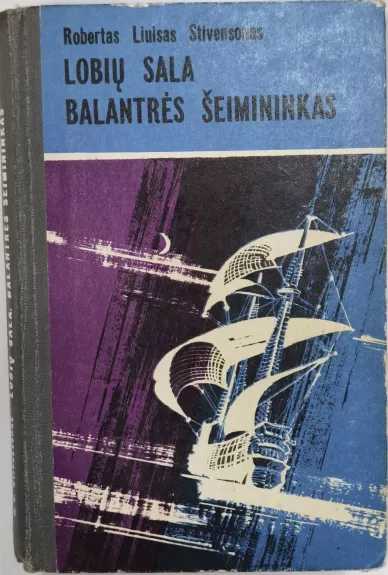 Robertas Liuisas Stivensonas
LOBIŲ SALA
BALANTRĖS ŠEIMININKAS
LOBIŲ SALA. BALANTRĖS ŠEIMININKAS